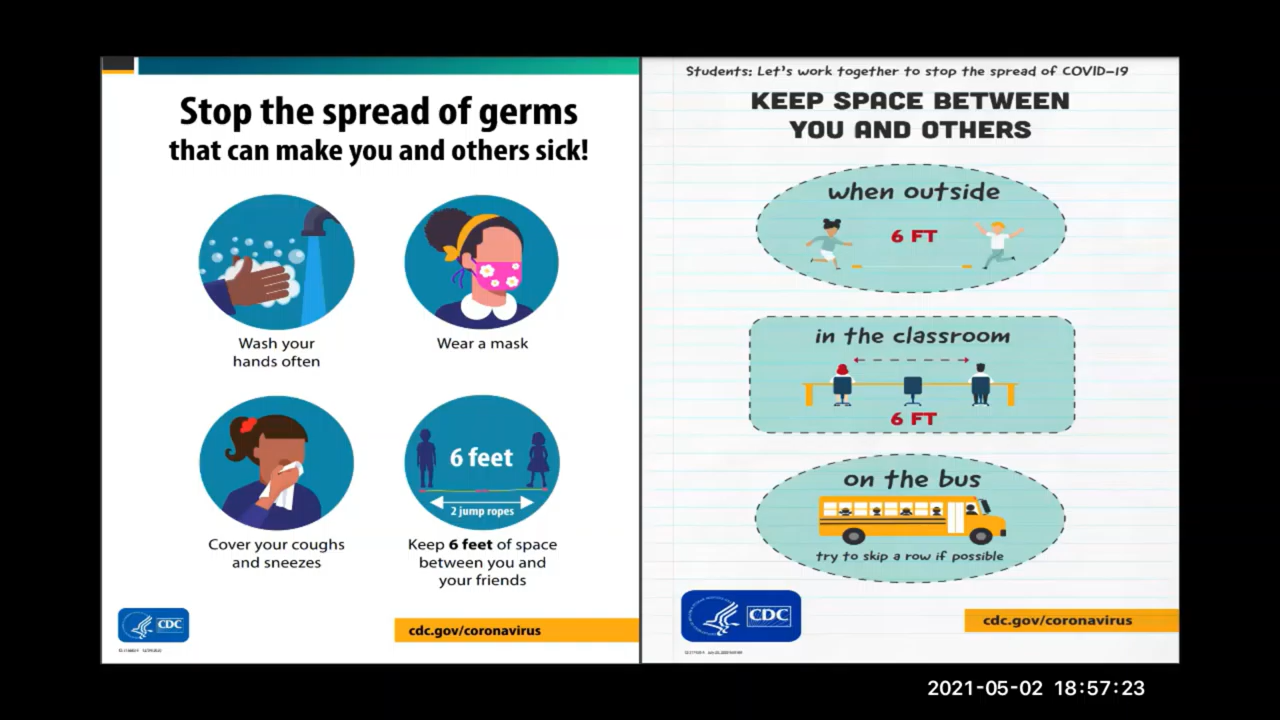 Stop the spread of germs
that can make you and others sick!
Wash your
hands often
Wear a mask
Cover your coughs
and sneezes
6 feet
2 jump ropes
Keep 6 feet of space
between you and
your friends
CDC
cdc.gov/coronavirus
Students: Let's work together to stop the spread of COVID-19
KEEP SPACE BETWEEN
YOU AND OTHERS
when outside
6 FT
in the classroom
6 FT
on the bus
try to skip a row if possible
CDC
cdc.gov/coronavirus
2021-05-02 18:57:23